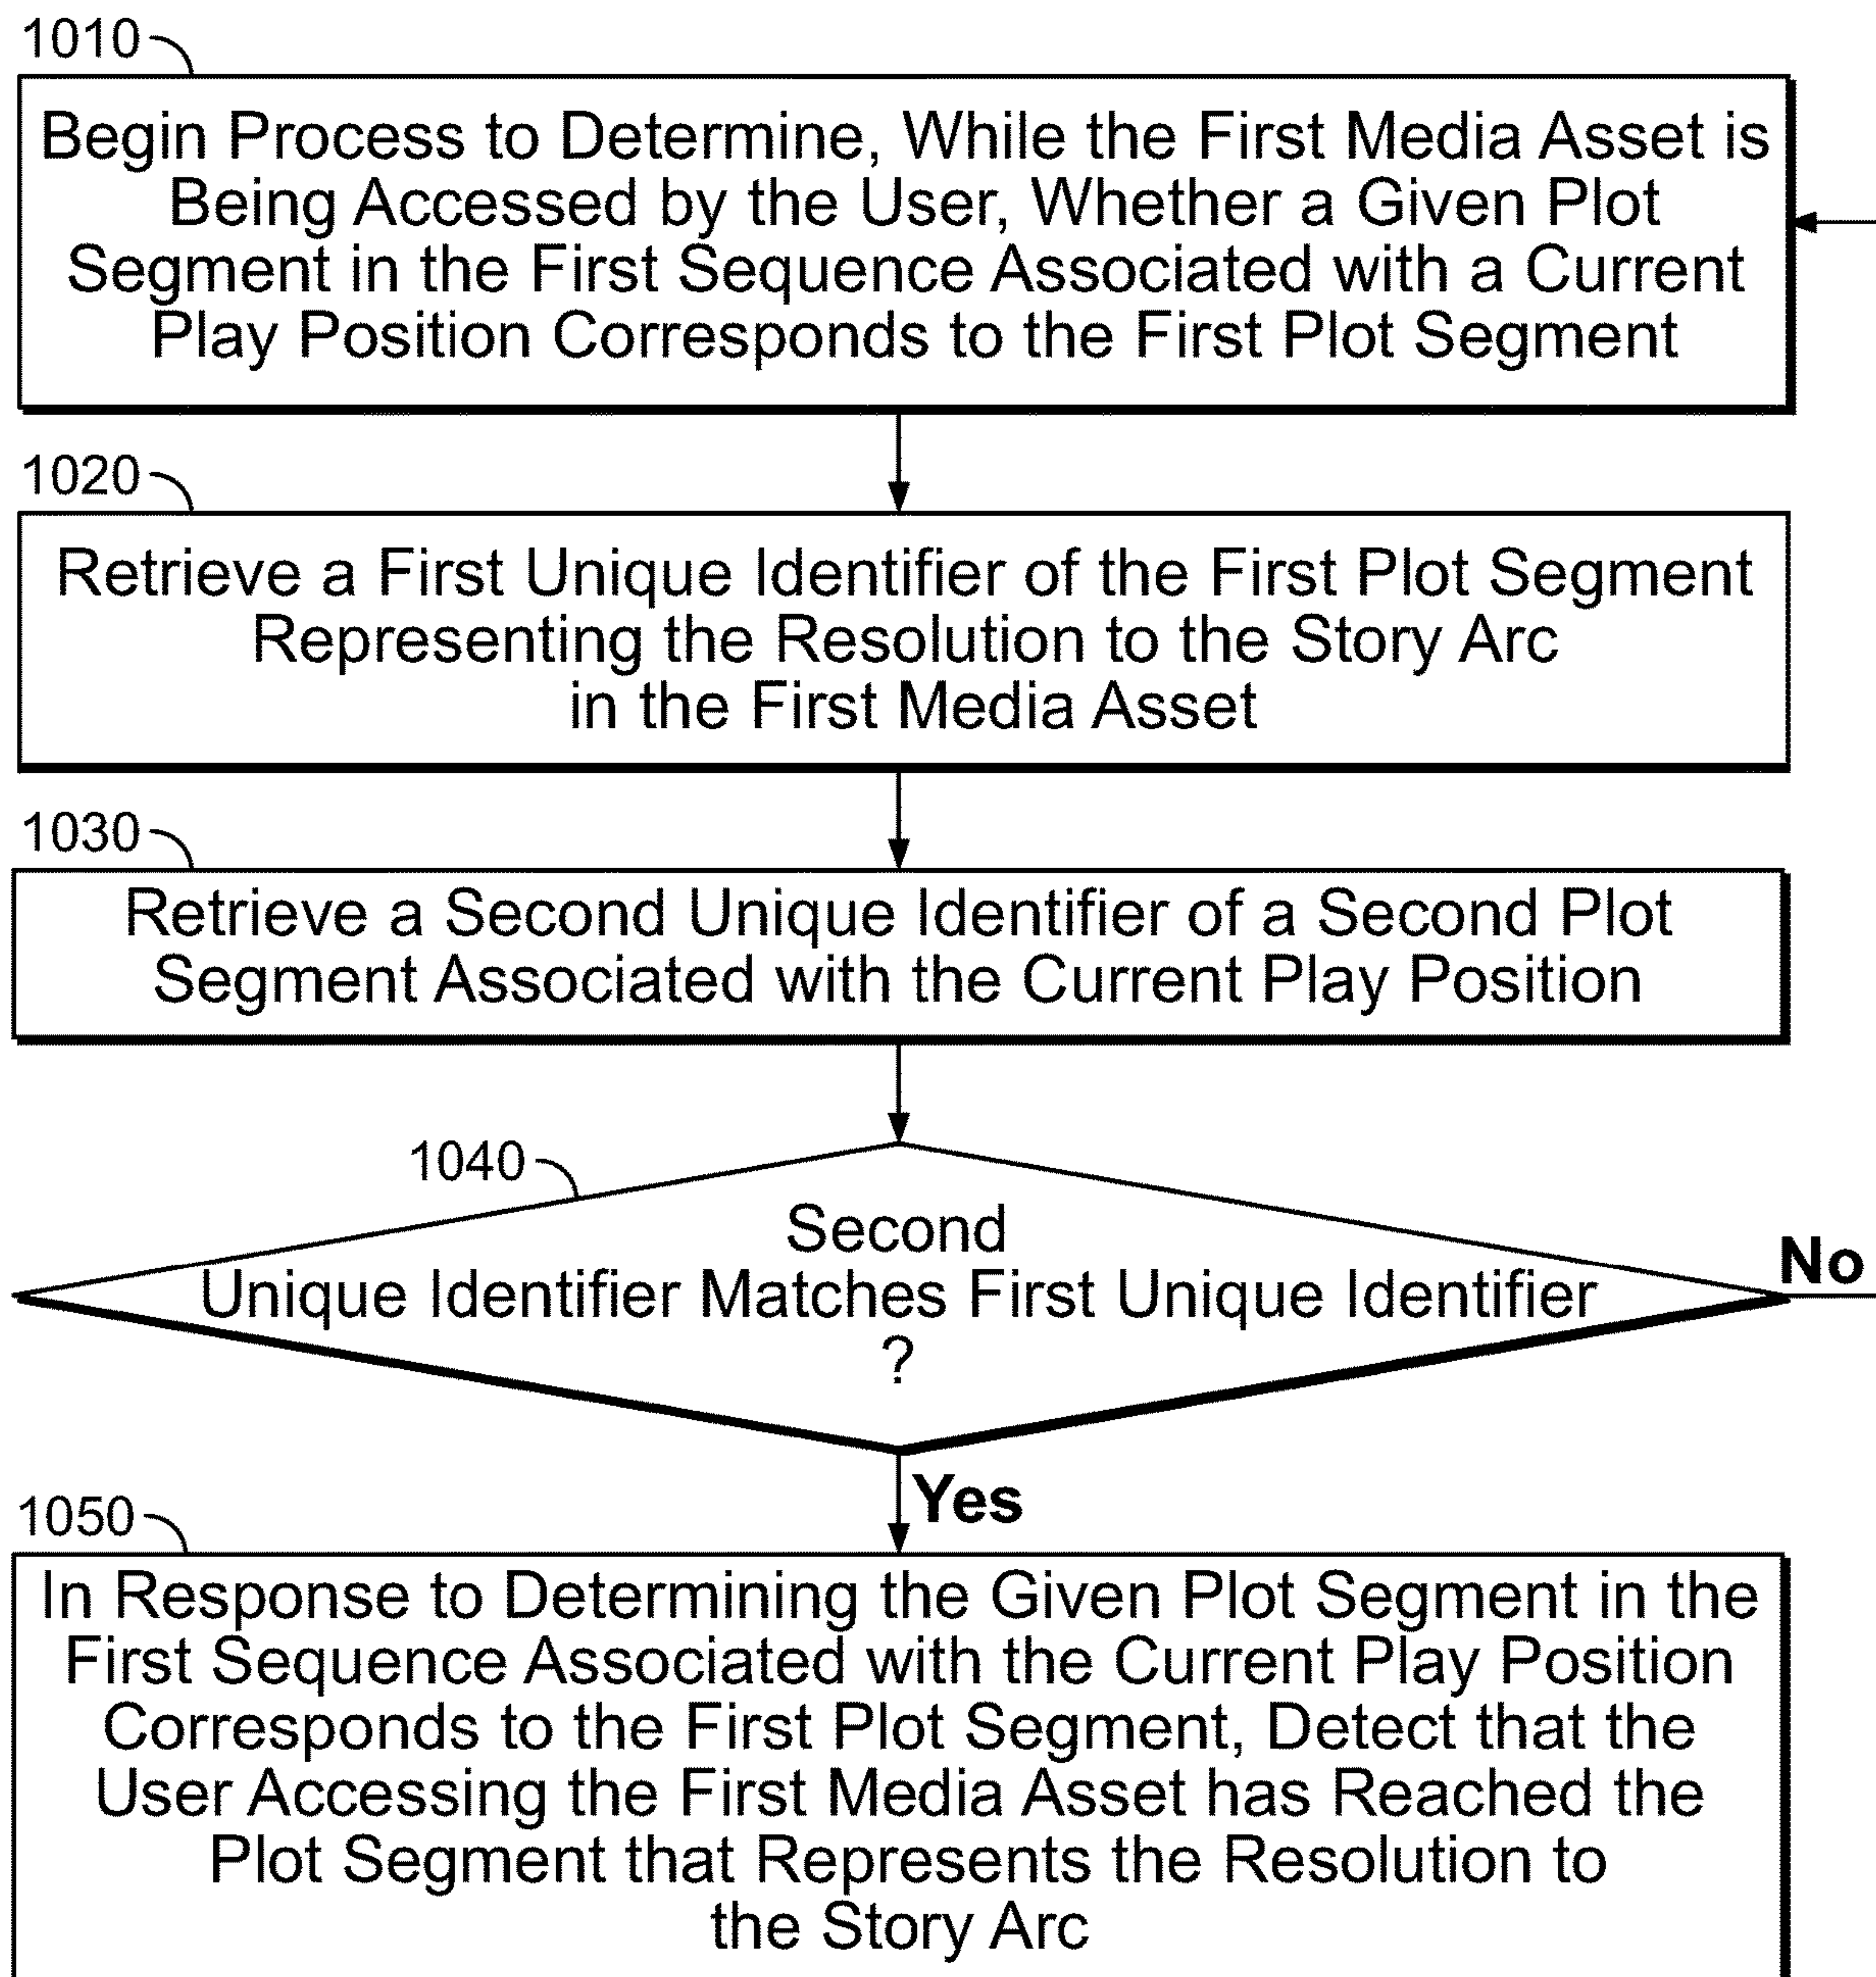 1010
Begin Process to Determine, While the First Media Asset is
Being Accessed by the User, Whether a Given Plot
Segment in the First Sequence Associated with a Current
Play Position Corresponds to the First Plot Segment
1020
Retrieve a First Unique Identifier of the First Plot Segment
Representing the Resolution to the Story Arc
in the First Media Asset
1030
Retrieve a Second Unique Identifier of a Second Plot
Segment Associated with the Current Play Position
1040
Second
Unique Identifier Matches First Unique Identifier
?
No
Yes
1050
In Response to Determining the Given Plot Segment in the
First Sequence Associated with the Current Play Position
Corresponds to the First Plot Segment, Detect that the
User Accessing the First Media Asset has Reached the
Plot Segment that Represents the Resolution to
the Story Arc